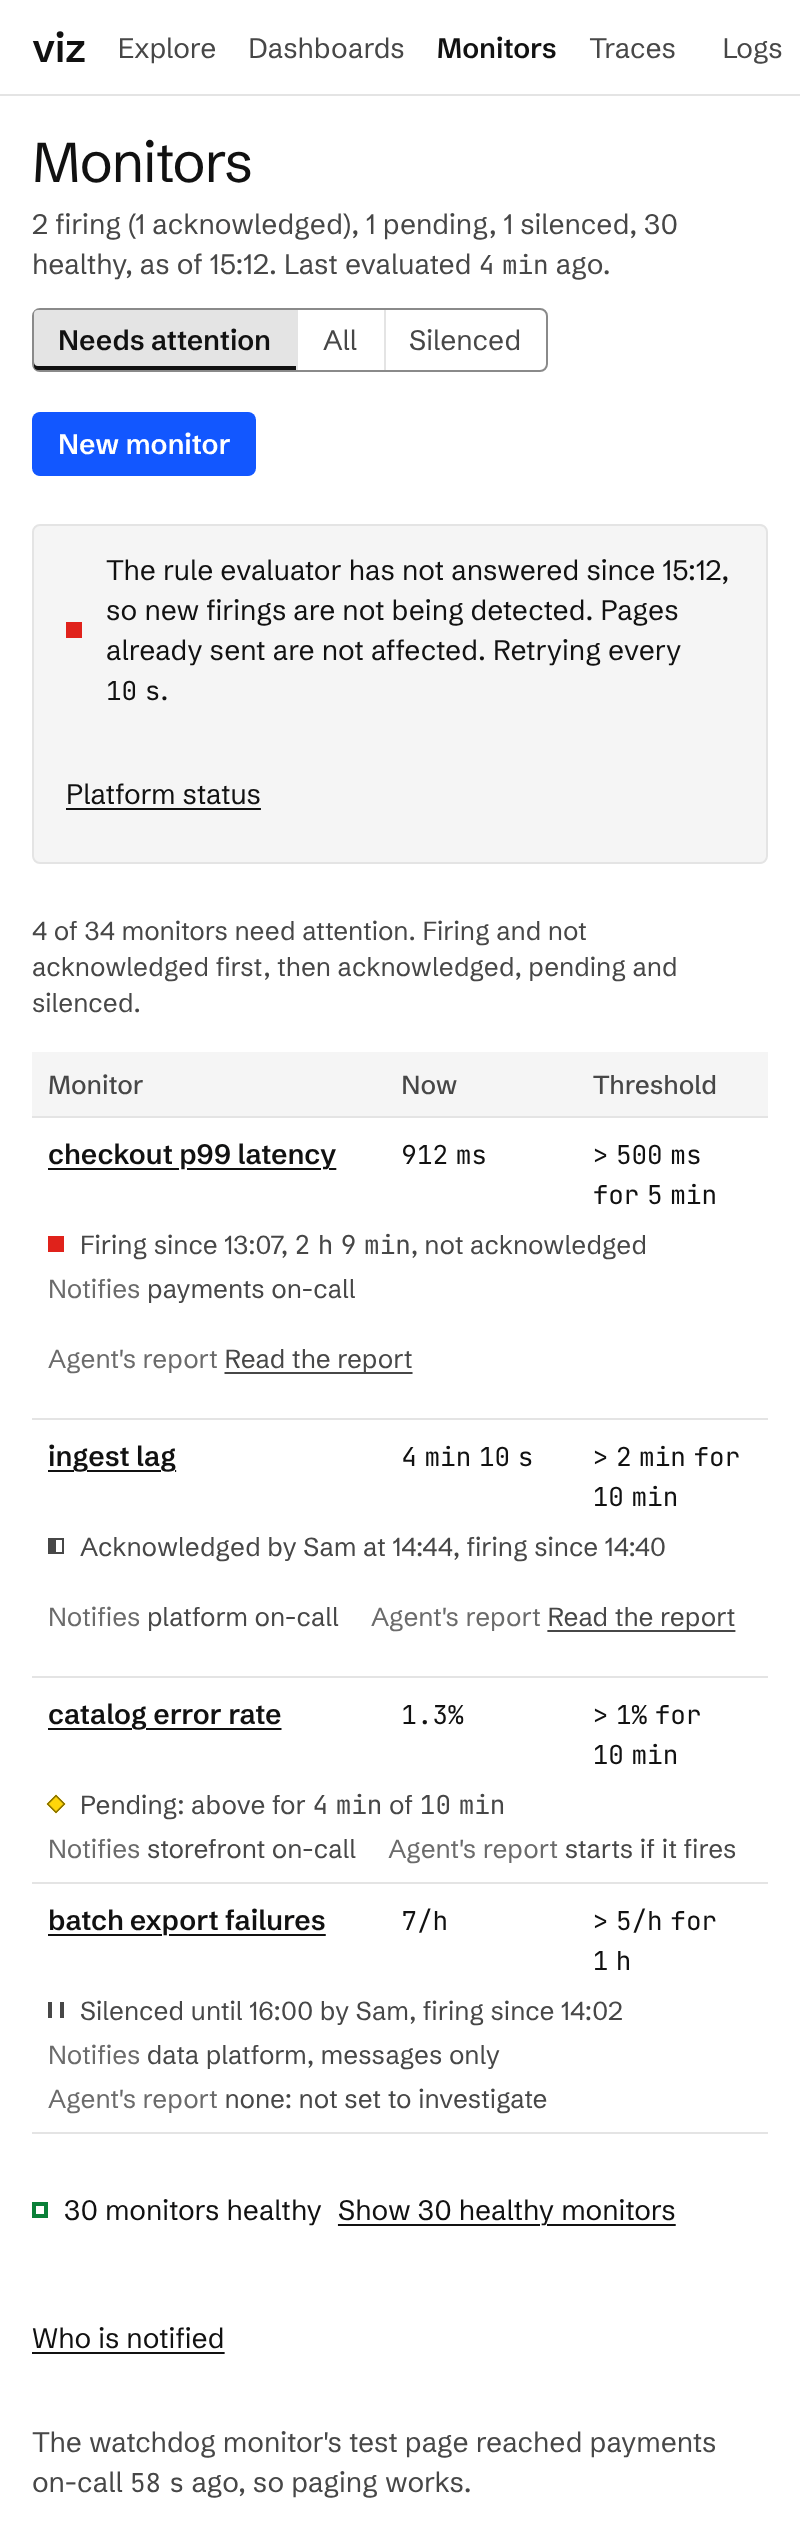 viz Explore Dashboards Monitors Traces Logs
Monitors
2 firing (1 acknowledged), 1 pending, 1 silenced, 30
healthy, as of 15:12. Last evaluated 4 min ago.
Needs attention All Silenced
New monitor
The rule evaluator has not answered since 15:12,
so new firings are not being detected. Pages
already sent are not affected. Retrying every
10 s.
Platform status
4 of 34 monitors need attention. Firing and not
acknowledged first, then acknowledged, pending and
silenced.
Monitor Now Threshold
checkout p99 latency 912 ms > 500 ms
for 5 min
Firing since 13:07, 2 h 9 min, not acknowledged
Notifies payments on-call
Agent's report Read the report
ingest lag 4 min 10 s > 2 min for
10 min
Acknowledged by Sam at 14:44, firing since 14:40
Notifies platform on-call Agent's report Read the report
catalog error rate 1.3% > 1% for
10 min
Pending: above for 4 min of 10 min
Notifies storefront on-call Agent's report starts if it fires
batch export failures 7/h > 5/h for
1 h
Silenced until 16:00 by Sam, firing since 14:02
Notifies data platform, messages only
Agent's report none: not set to investigate
30 monitors healthy Show 30 healthy monitors
Who is notified
The watchdog monitor's test page reached payments
on-call 58 s ago, so paging works.